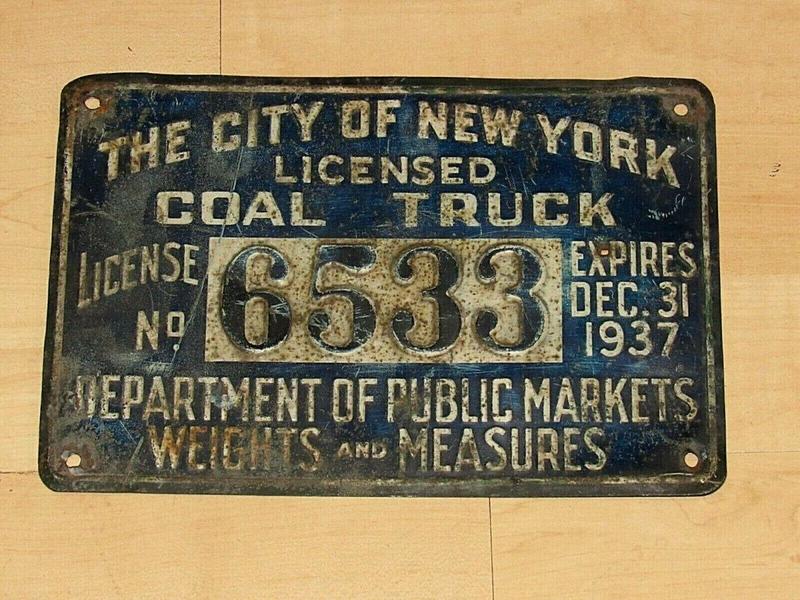 THE CITY OF NEW YORK
LICENSED
COAL TRUCK
LICENSE No 6533 EXPIRES DEC. 31 1937
DEPARTMENT OF PUBLIC MARKETS
WEIGHTS AND MEASURES